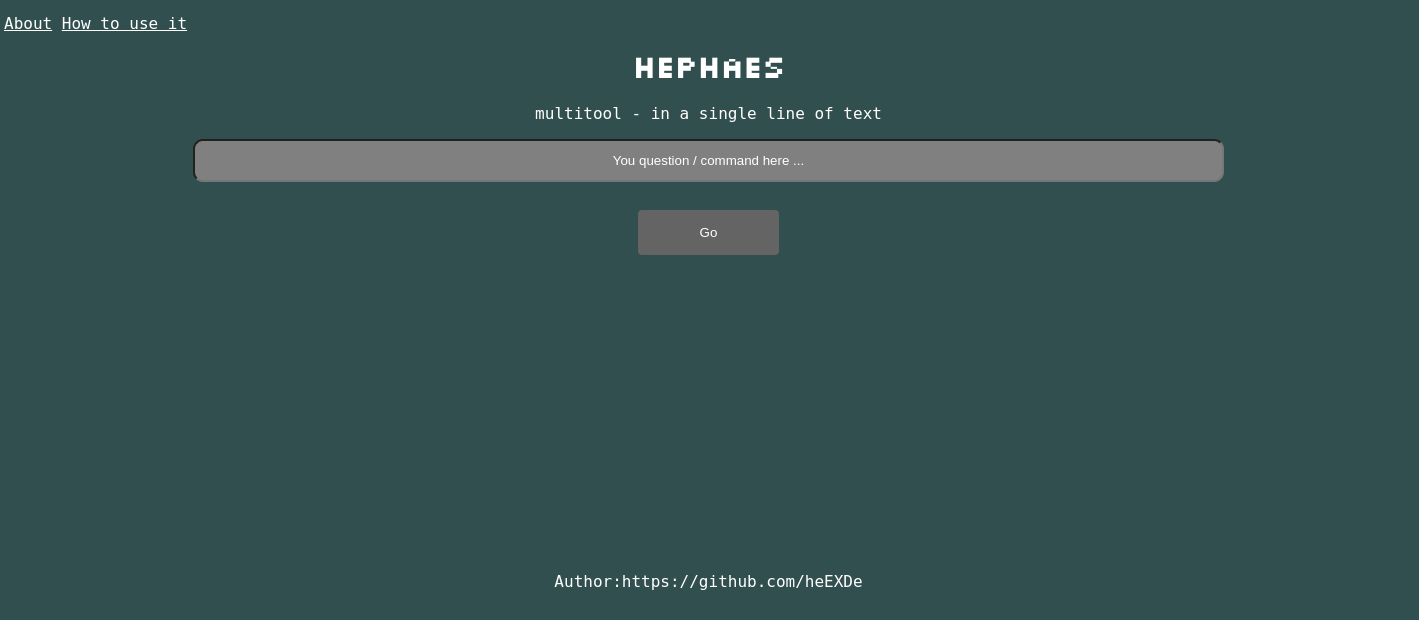 About How to use it
HEPHAES
multitool - in a single line of text
You question / command here ...
Go
Author:https://github.com/heEXDe